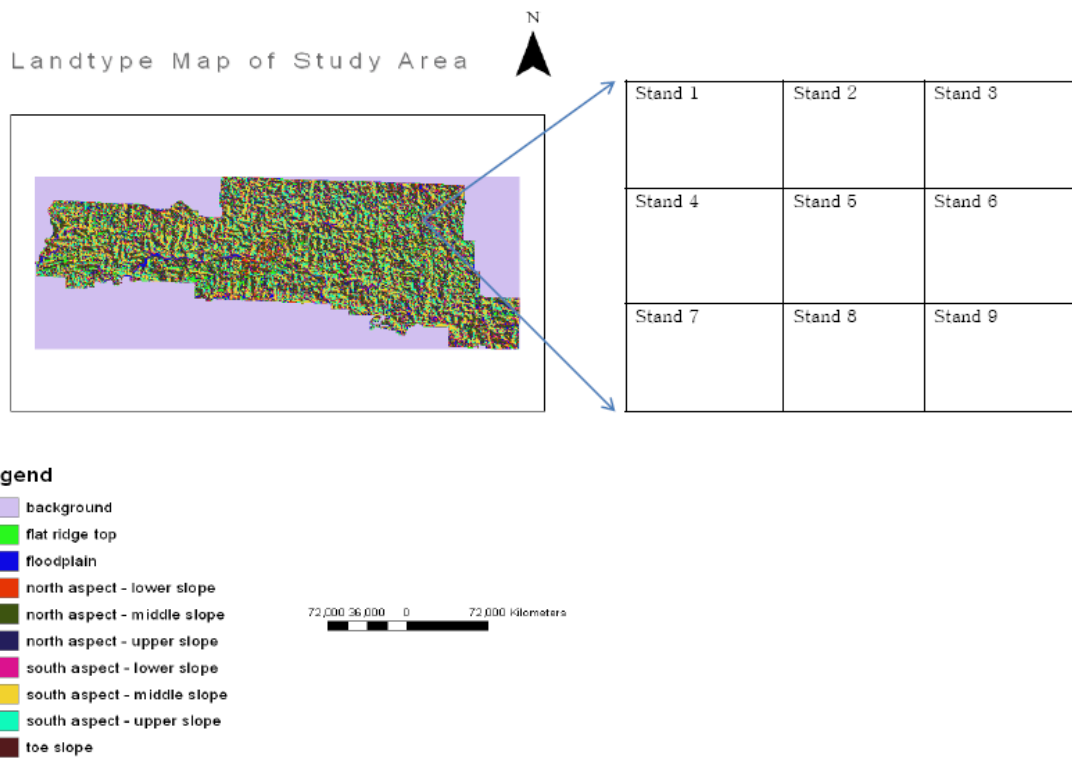 N
Landtype Map of Study Area
Stand 1 Stand 2 Stand 3
Stand 4 Stand 5 Stand 6
Stand 7 Stand 8 Stand 9
gend
background
flat ridge top
floodplain
north aspect - lower slope
north aspect - middle slope
north aspect - upper slope
south aspect - lower slope
south aspect - middle slope
south aspect - upper slope
toe slope
72,000 36,000 0 72,000 Kilometers